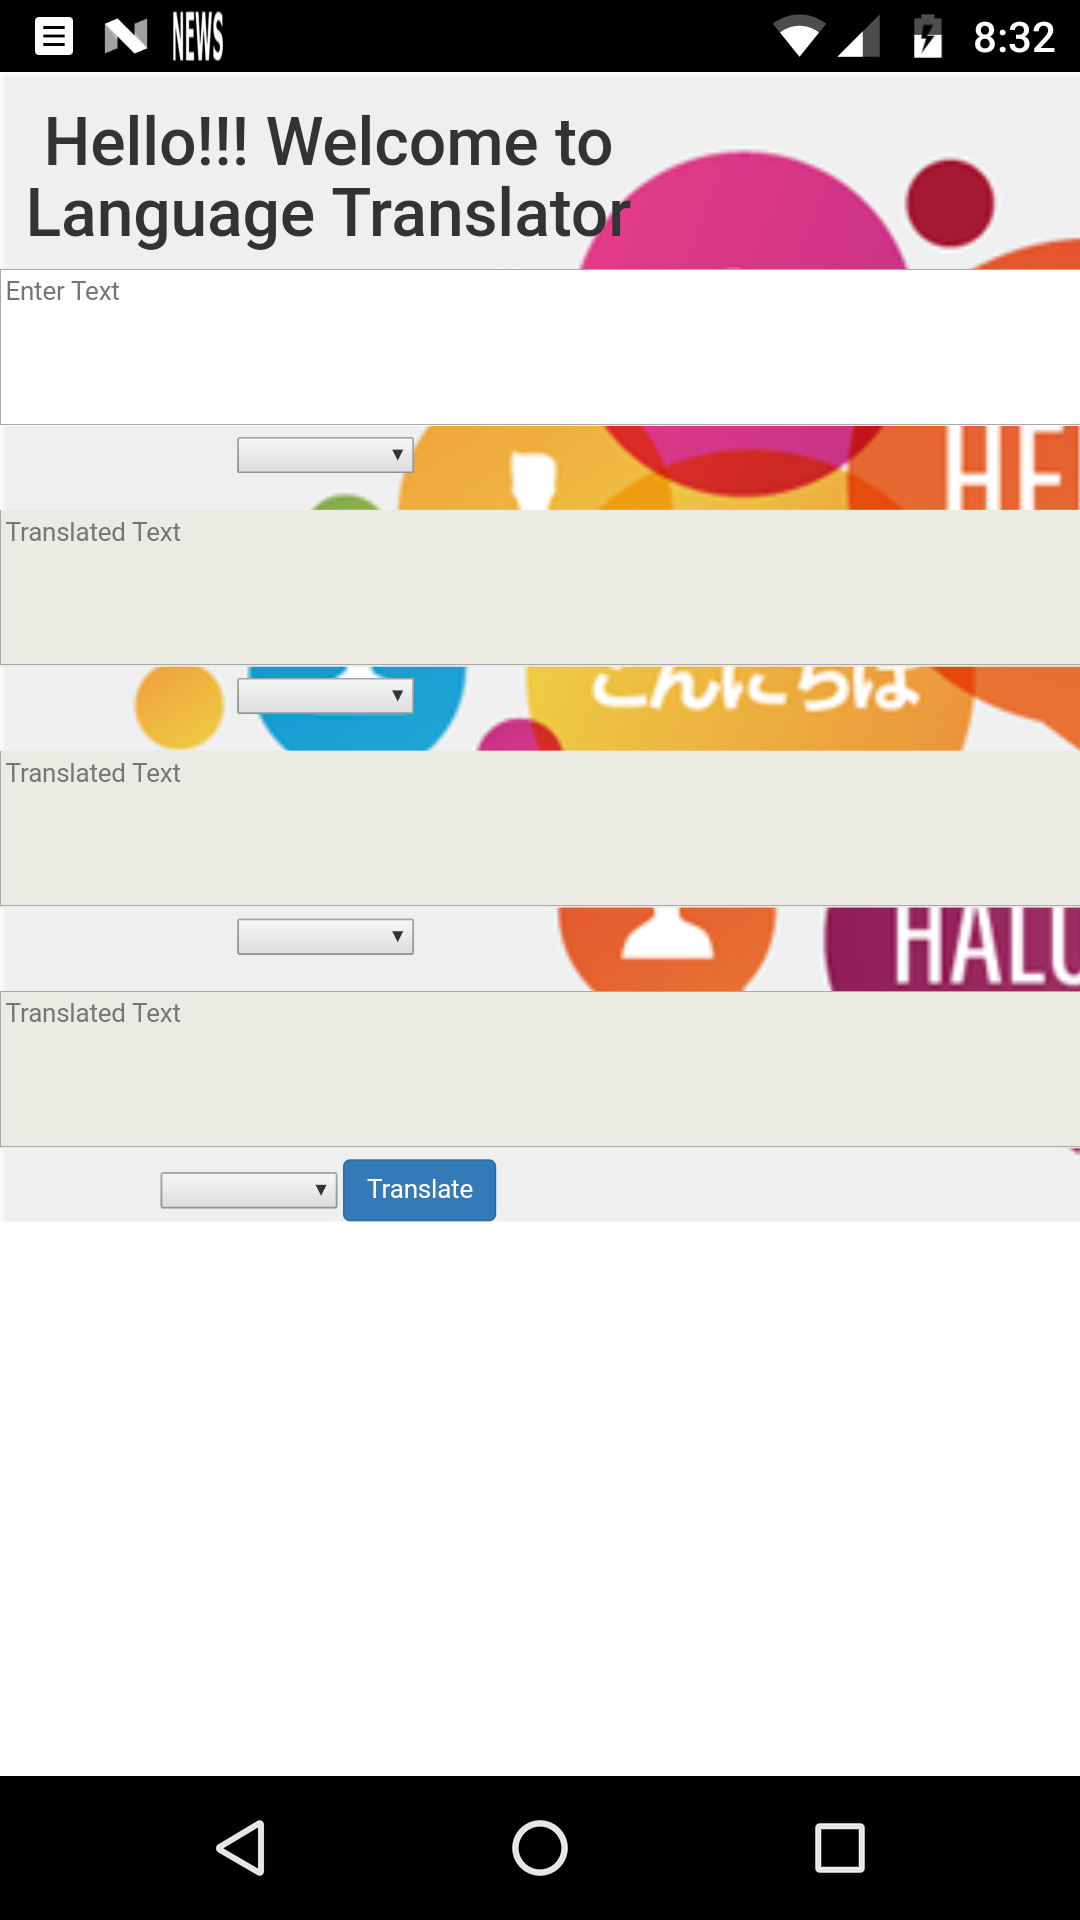 NEWS
8:32
Hello!!! Welcome to
Language Translator
Enter Text
HE
Translated Text
こんにちは
Translated Text
HALO
Translated Text
Translate